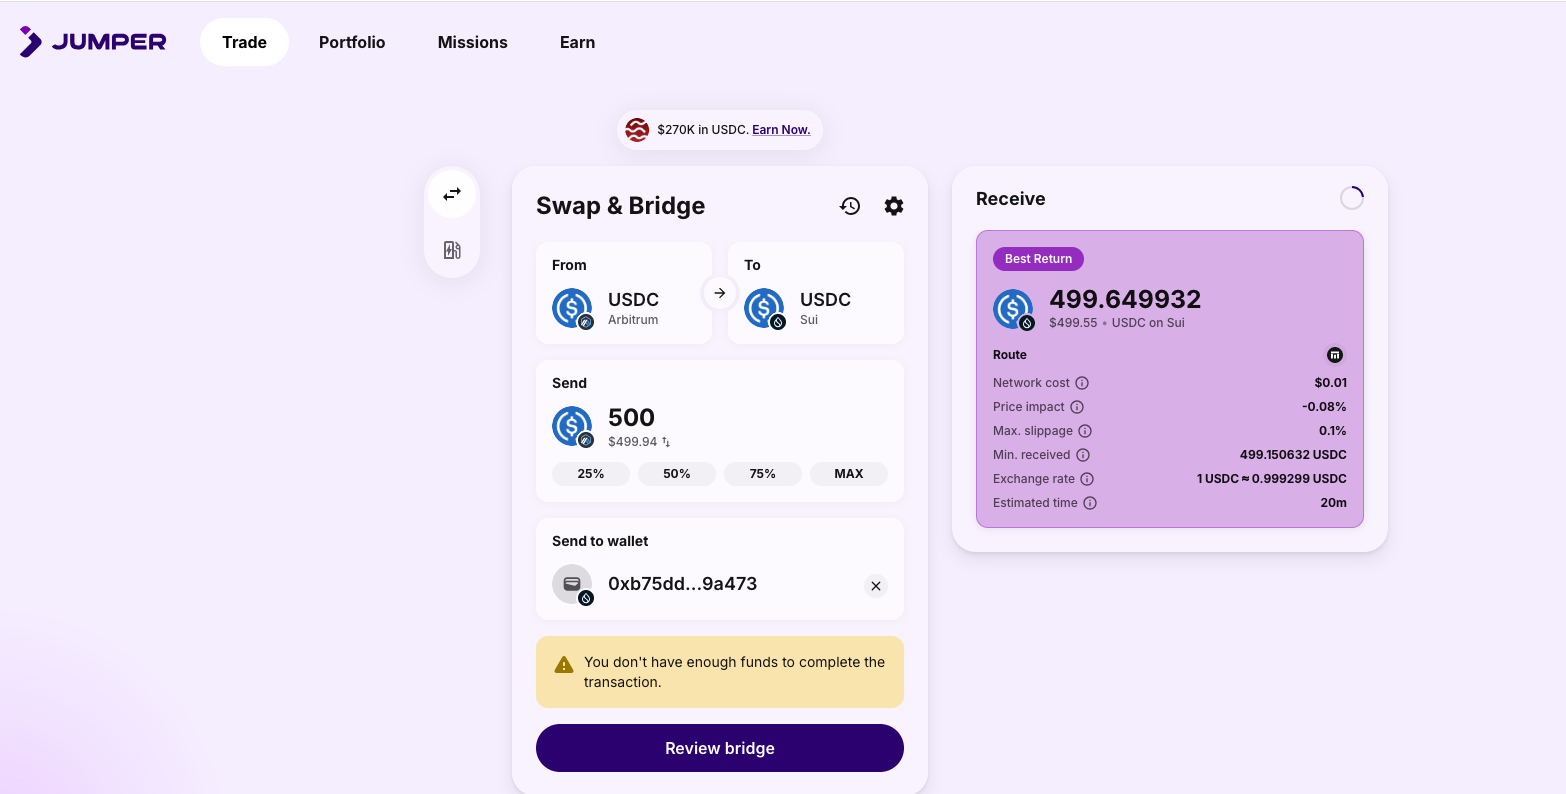 JUMPER
Trade
Portfolio
Missions
Earn
$270K in USDC. Earn Now.
Swap & Bridge
From
USDC
Arbitrum
To
USDC
Sui
Send
500
$499.94
25%
50%
75%
MAX
Send to wallet
0xb75dd...9a473
You don't have enough funds to complete the
transaction.
Review bridge
Receive
Best Return
499.649932
$499.55 • USDC on Sui
Route
Network cost $0.01
Price impact -0.08%
Max. slippage 0.1%
Min. received 499.150632 USDC
Exchange rate 1 USDC ≈ 0.999299 USDC
Estimated time 20m